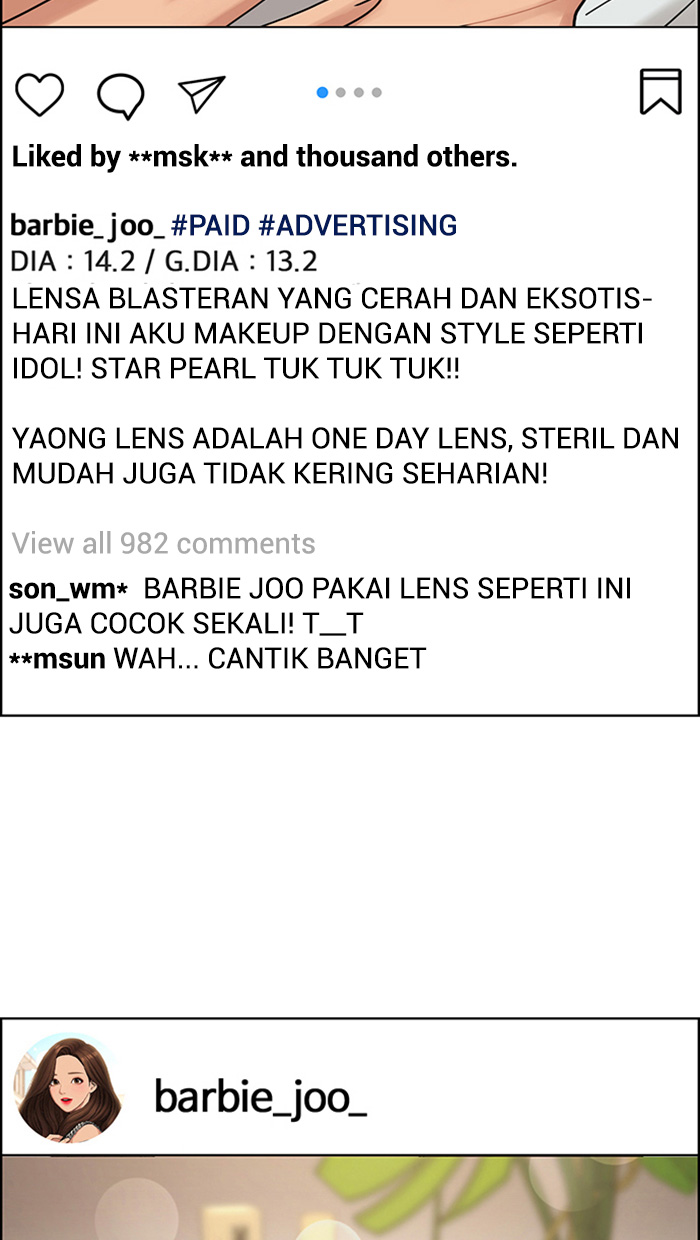 Liked by **msk** and thousand others.
barbie_joo_ #PAID #ADVERTISING
DIA : 14.2 / G.DIA : 13.2
LENSA BLASTERAN YANG CERAH DAN EKSOTIS-
HARI INI AKU MAKEUP DENGAN STYLE SEPERTI
IDOL! STAR PEARL TUK TUK TUK!!
YAONG LENS ADALAH ONE DAY LENS, STERIL DAN
MUDAH JUGA TIDAK KERING SEHARIAN!
View all 982 comments
son_wm* BARBIE JOO PAKAI LENS SEPERTI INI
JUGA COCOK SEKALI! T__T
**msun WAH... CANTIK BANGET
barbie_joo_